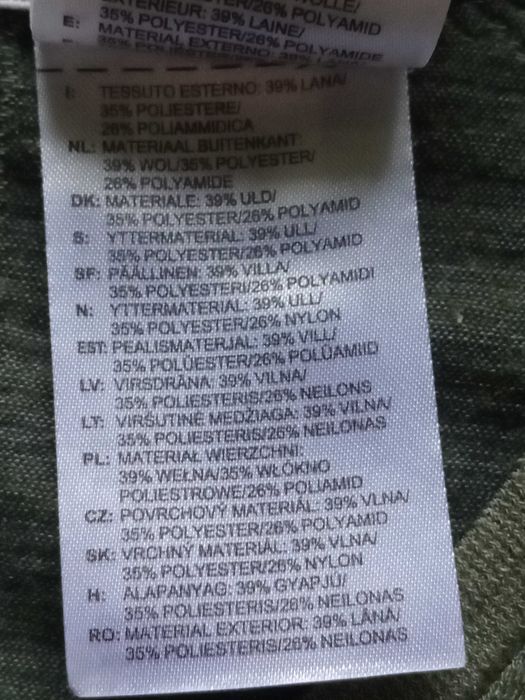 TÉRIEUR: 39% LAINE/
35% POLYESTER/26% POLYAMID
E: MATERIAL EXTERNO: 39% LANA/
35% POLYESTER/26% POLYAMIDE
I: TESSUTO ESTERNO: 39% LANA/
35% POLIESTERE/
26% POLIAMMIDICA
NL: MATERIAAL BUITENKANT:
39% WOL/35% POLYESTER/
26% POLYAMIDE
DK: MATERIALE: 39% ULD/
35% POLYESTER/26% POLYAMID
S: YTTERMATERIAL: 39% ULL/
35% POLYESTER/26% POLYAMID
SF: PÄÄLLINEN: 39% VILLA/
35% POLYESTERI/26% POLYAMIDI
N: YTTERMATERIAL: 39% ULL/
35% POLYESTER/26% NYLON
EST: PEALISMATERJAL: 39% VILL/
35% POLÜESTER/26% POLÜAMIID
LV: VIRSDRĀNA: 39% VILNA/
35% POLIESTERIS/26% NEILONS
LT: VIRŠUTINĖ MEDŽIAGA: 39% VILNA/
35% POLIESTERIS/26% NEILONAS
PL: MATERIAŁ WIERZCHNI:
39% WEŁNA/35% WŁÓKNO
POLIESTROWE/26% POLIAMID
CZ: POVRCHOVÝ MATERIÁL: 39% VLNA/
35% POLYESTER/26% POLYAMID
SK: VRCHNÝ MATERIÁL: 39% VLNA/
35% POLYESTER/26% NYLON
H: ALAPANYAG: 39% GYAPJÚ/
35% POLIESTERIS/26% NEILONAS
RO: MATERIAL EXTERIOR: 39% LÂNĂ/
35% POLIESTERIS/26% NEILONAS